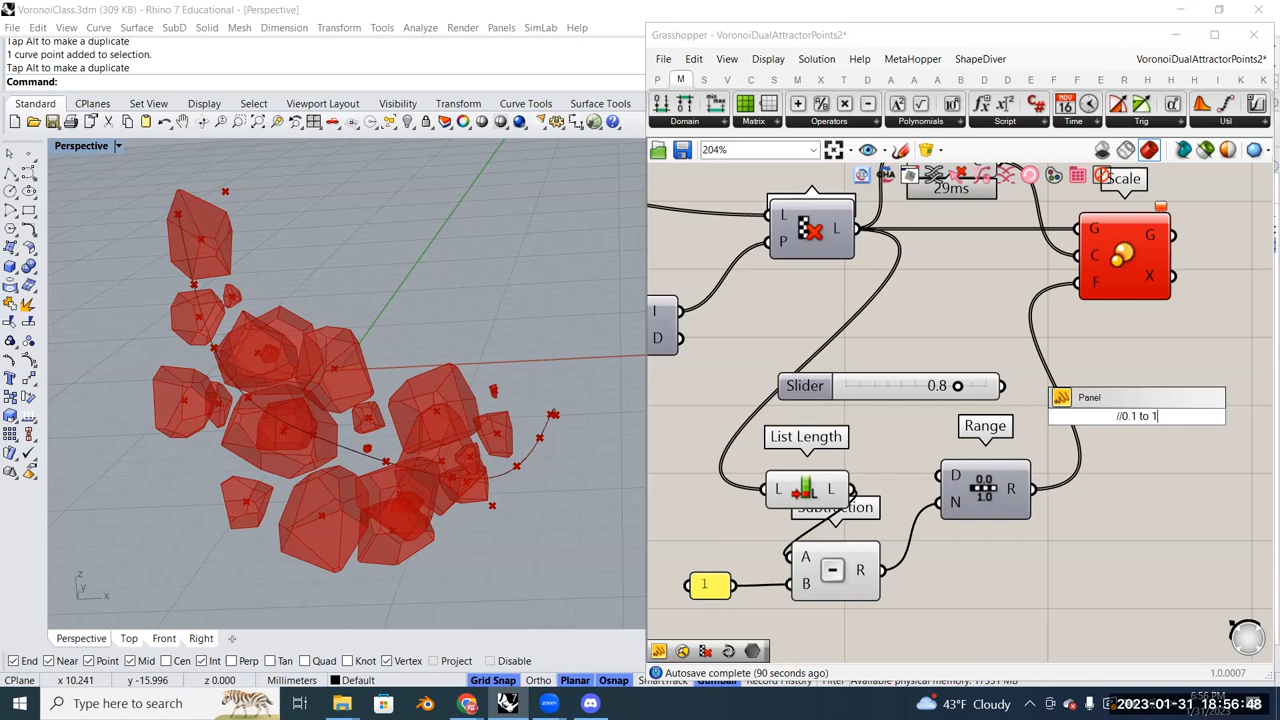 VoronoiClass.3dm (309 KB) - Rhino 7 Educational - [Perspective]
File Edit View Curve Surface SubD Solid Mesh Dimension Transform Tools Analyze Render Panels SimLab Help
Tap Alt to make a duplicate
1 curve point added to selection.
Tap Alt to make a duplicate
Command:
Standard CPlanes Set View Display Select Viewport Layout Visibility Transform Curve Tools Surface Tools
Perspective
z
y
x
Perspective Top Front Right
End Near Point Mid Cen Int Perp Tan Quad Knot Vertex Project Disable
CPlane x 10.241 y -15.996 z 0.000 Millimeters Default Grid Snap Ortho Planar Osnap SmartTrack Gumball Record History Filter
Grasshopper - VoronoiDualAttractorPoints2*
File Edit View Display Solution Help MetaHopper ShapeDiver VoronoiDualAttractorPoints2*
Domain Matrix Operators Polynomials Script Time Trig Util
204%
29ms
Scale
L
P
L
G
C
F
G
X
I
D
Slider 0.8
Panel
//0.1 to 1
Range
List Length
D
N
R
L
L
Subtraction
A
B
R
1
Autosave complete (90 seconds ago)
1.0.0007
Type here to search
43°F Cloudy
2023-01-31 18:56:48